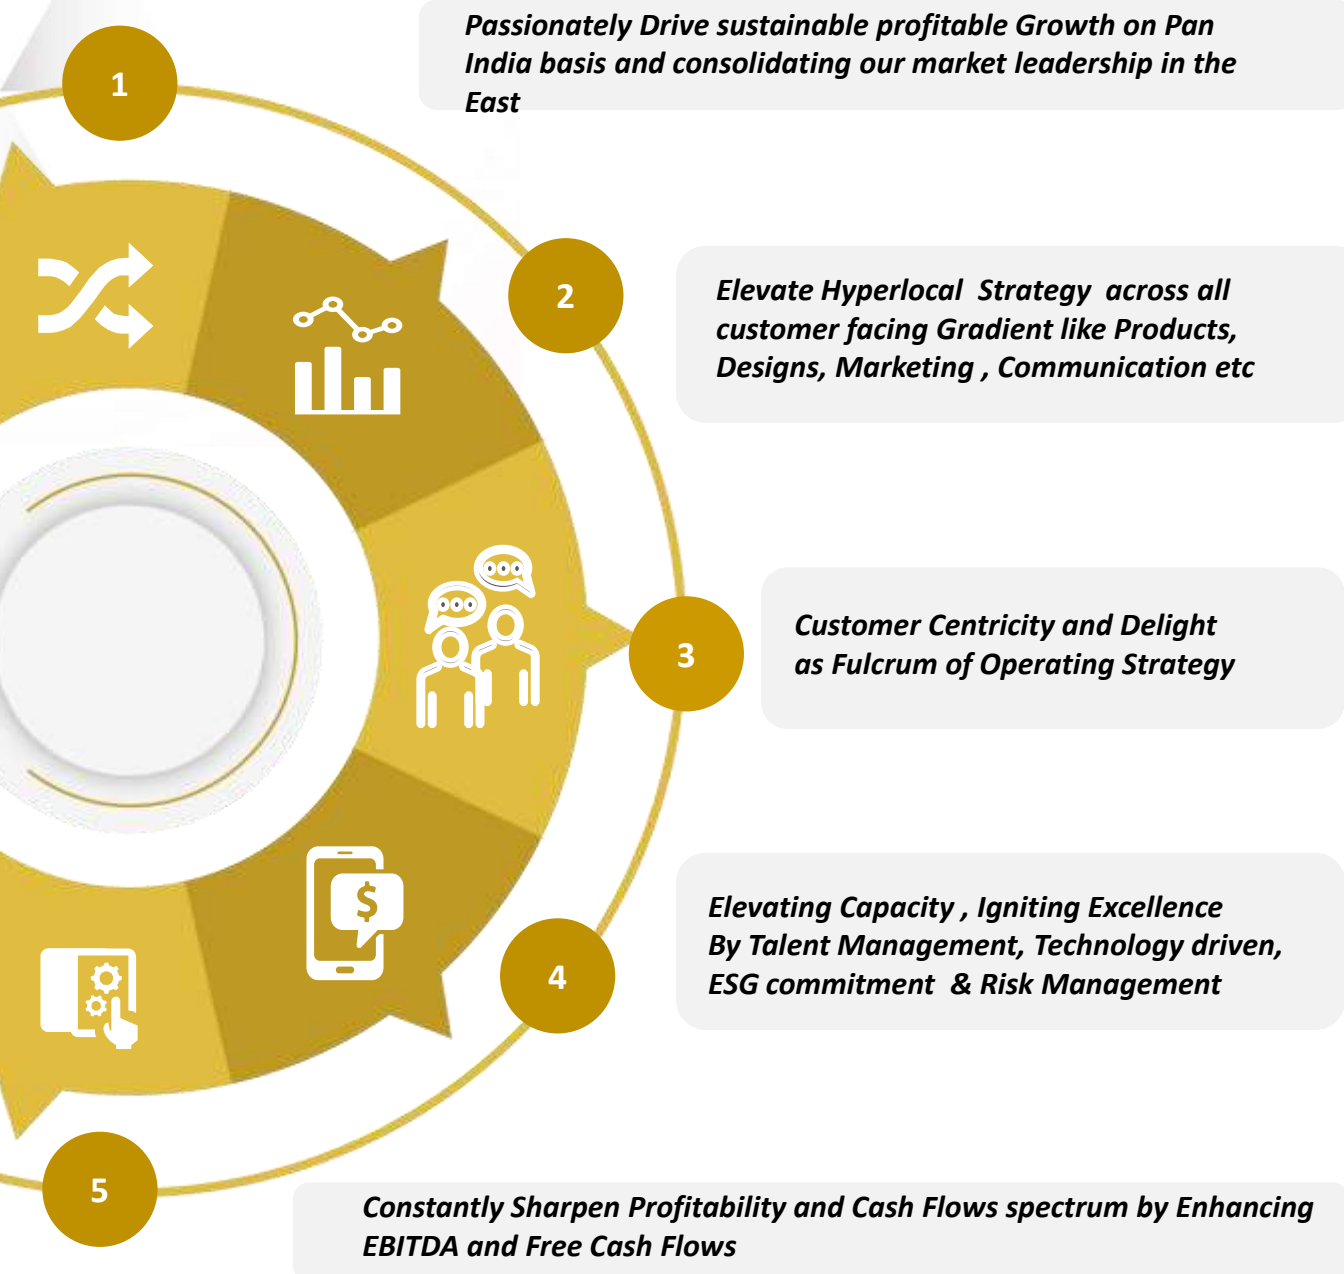 1
Passionately Drive sustainable profitable Growth on Pan
India basis and consolidating our market leadership in the
East
2
Elevate Hyperlocal Strategy across all
customer facing Gradient like Products,
Designs, Marketing , Communication etc
3
Customer Centricity and Delight
as Fulcrum of Operating Strategy
$
4
Elevating Capacity , Igniting Excellence
By Talent Management, Technology driven,
ESG commitment & Risk Management
5
Constantly Sharpen Profitability and Cash Flows spectrum by Enhancing
EBITDA and Free Cash Flows